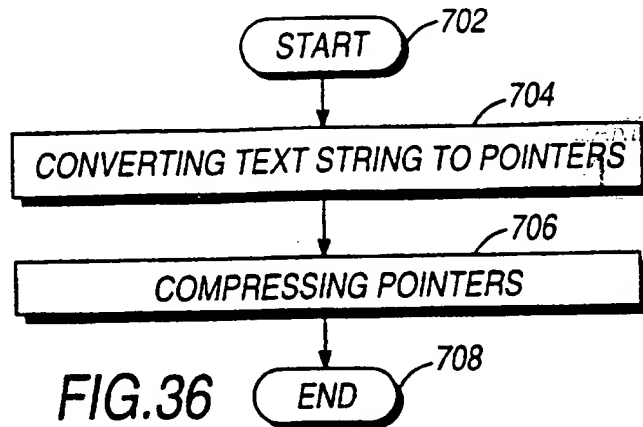 START
702
704
CONVERTING TEXT STRING TO POINTERS
706
COMPRESSING POINTERS
708
FIG.36
END